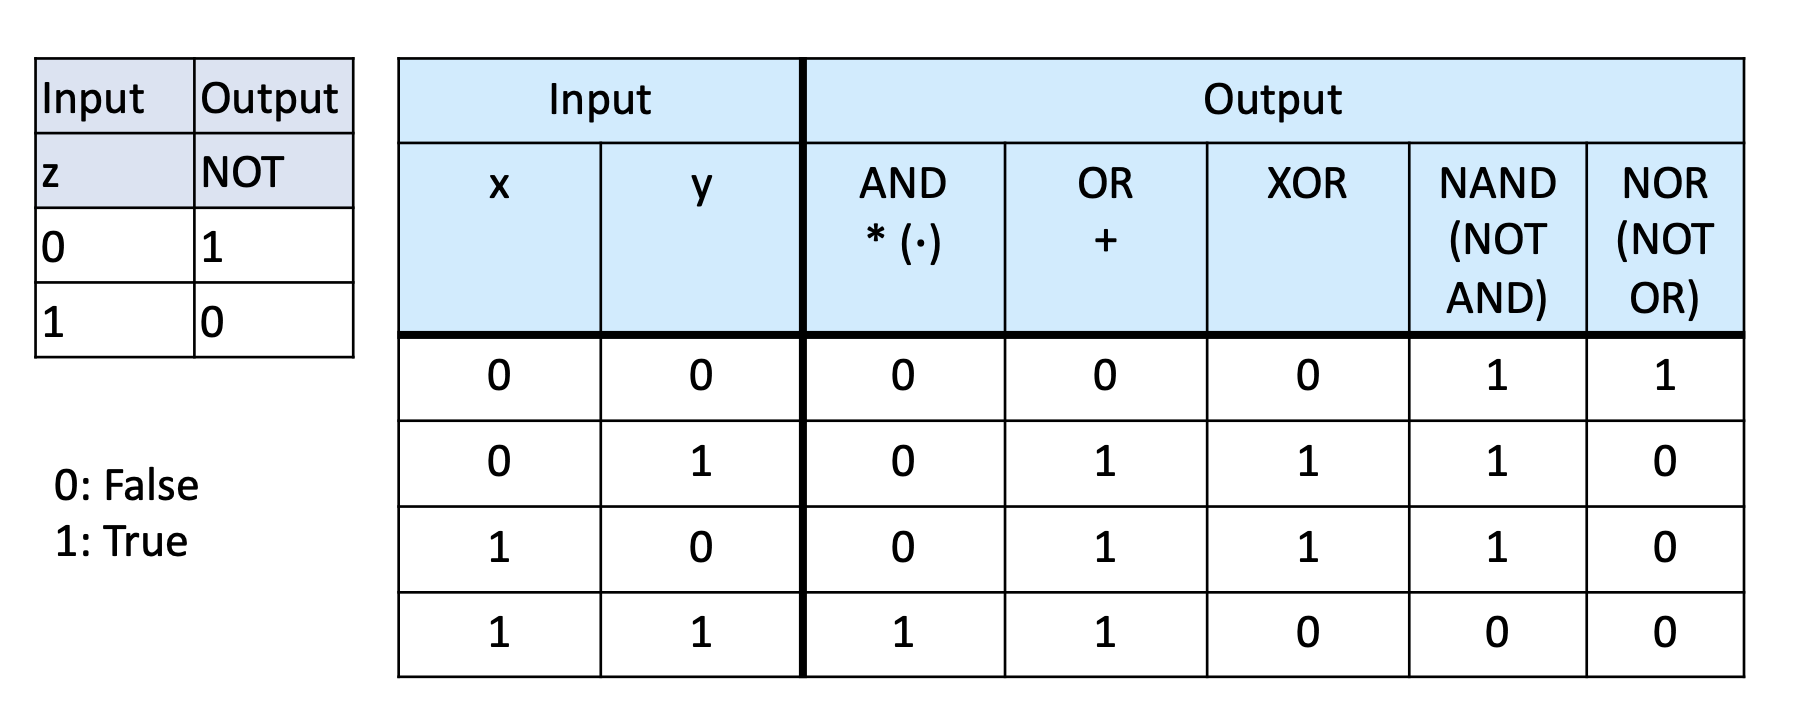 Input Output
z NOT
0 1
1 0
0: False
1: True
Input Output
x y AND OR XOR NAND NOR
* (·) + (NOT (NOT
AND) OR)
0 0 0 0 0 1 1
0 1 0 1 1 1 0
1 0 0 1 1 1 0
1 1 1 1 0 0 0